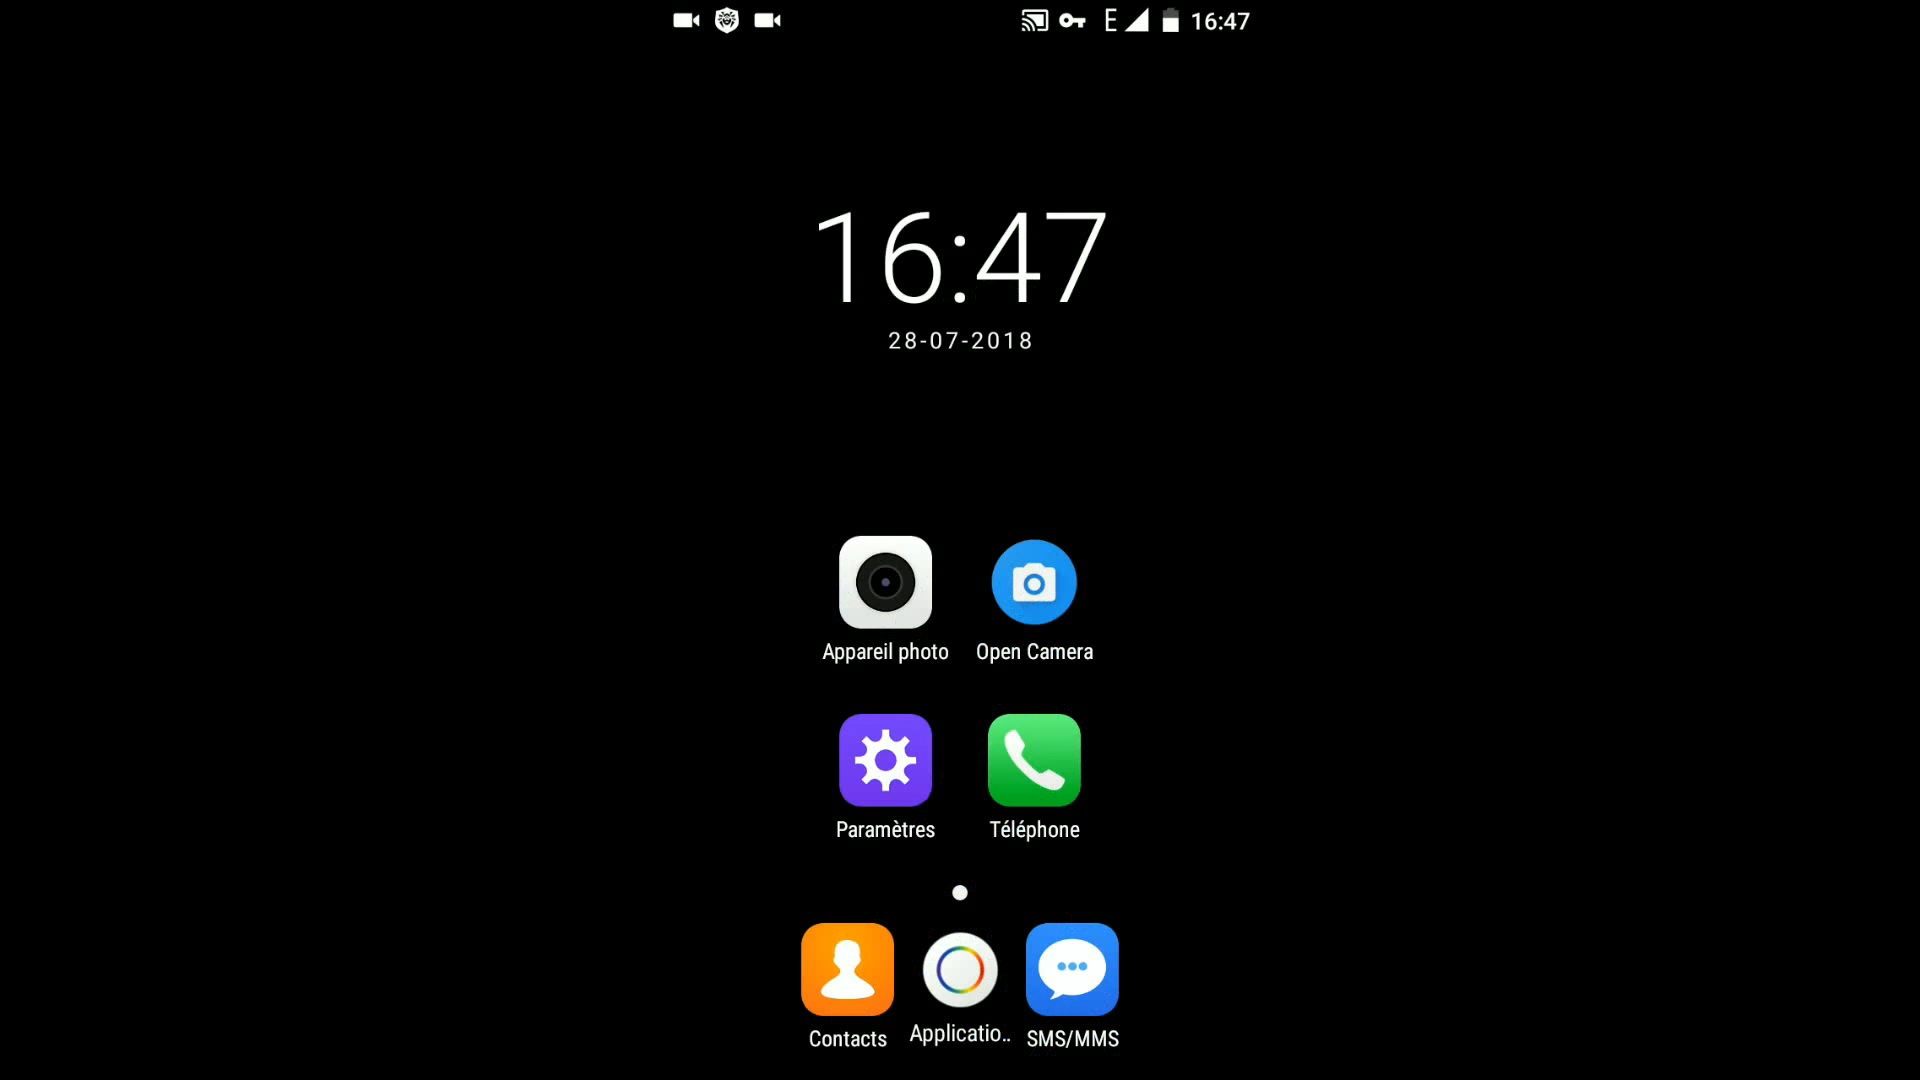 E 16:47
16:47
28-07-2018
Appareil photo Open Camera
Paramètres Téléphone
Contacts Applicatio.. SMS/MMS